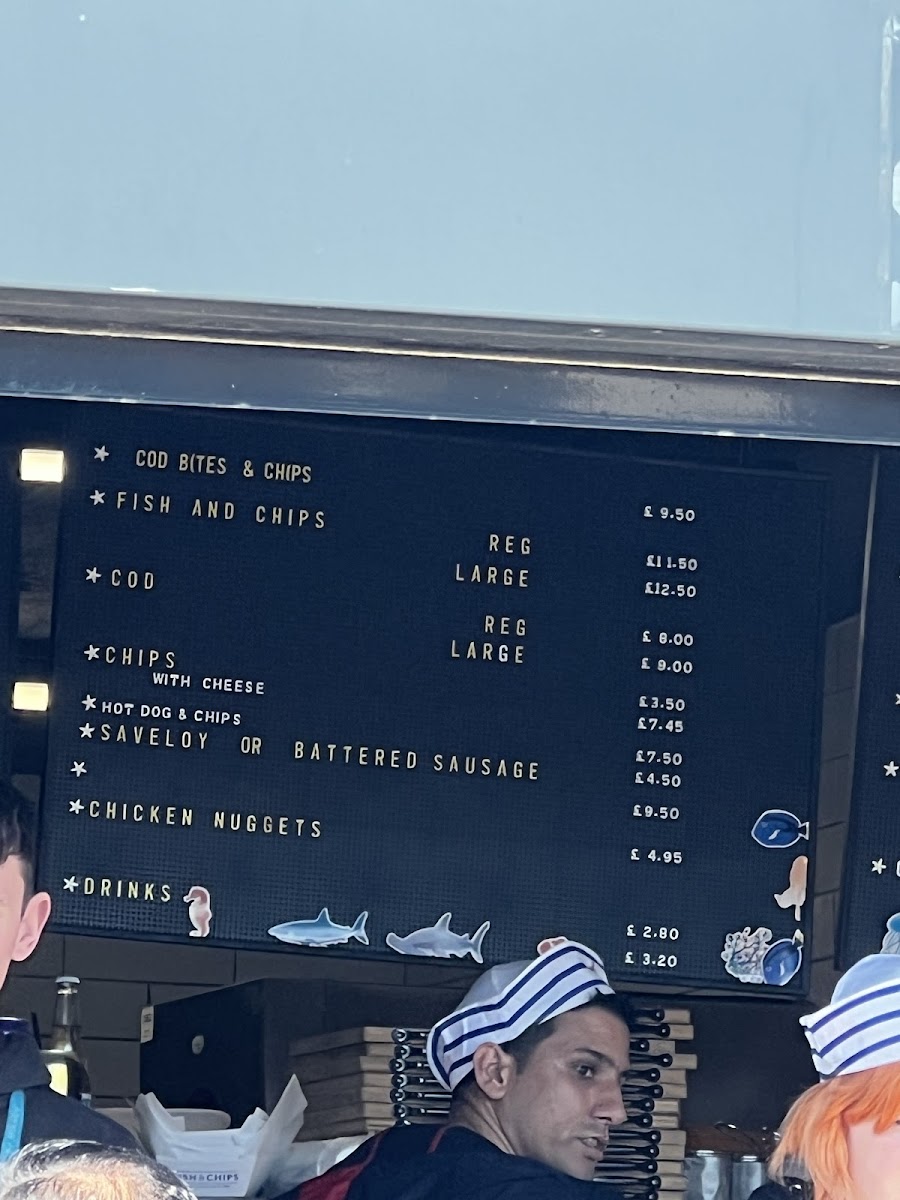 * COD BITES & CHIPS £ 9.50
* FISH AND CHIPS
REG £11.50
LARGE £12.50
* COD
REG £ 8.00
LARGE £ 9.00
* CHIPS £3.50
WITH CHEESE £7.45
* HOT DOG & CHIPS £7.50
* SAVELOY OR BATTERED SAUSAGE £4.50
* £9.50
* CHICKEN NUGGETS £ 4.95
* DRINKS £ 2.80
£ 3.20
& CHIPS